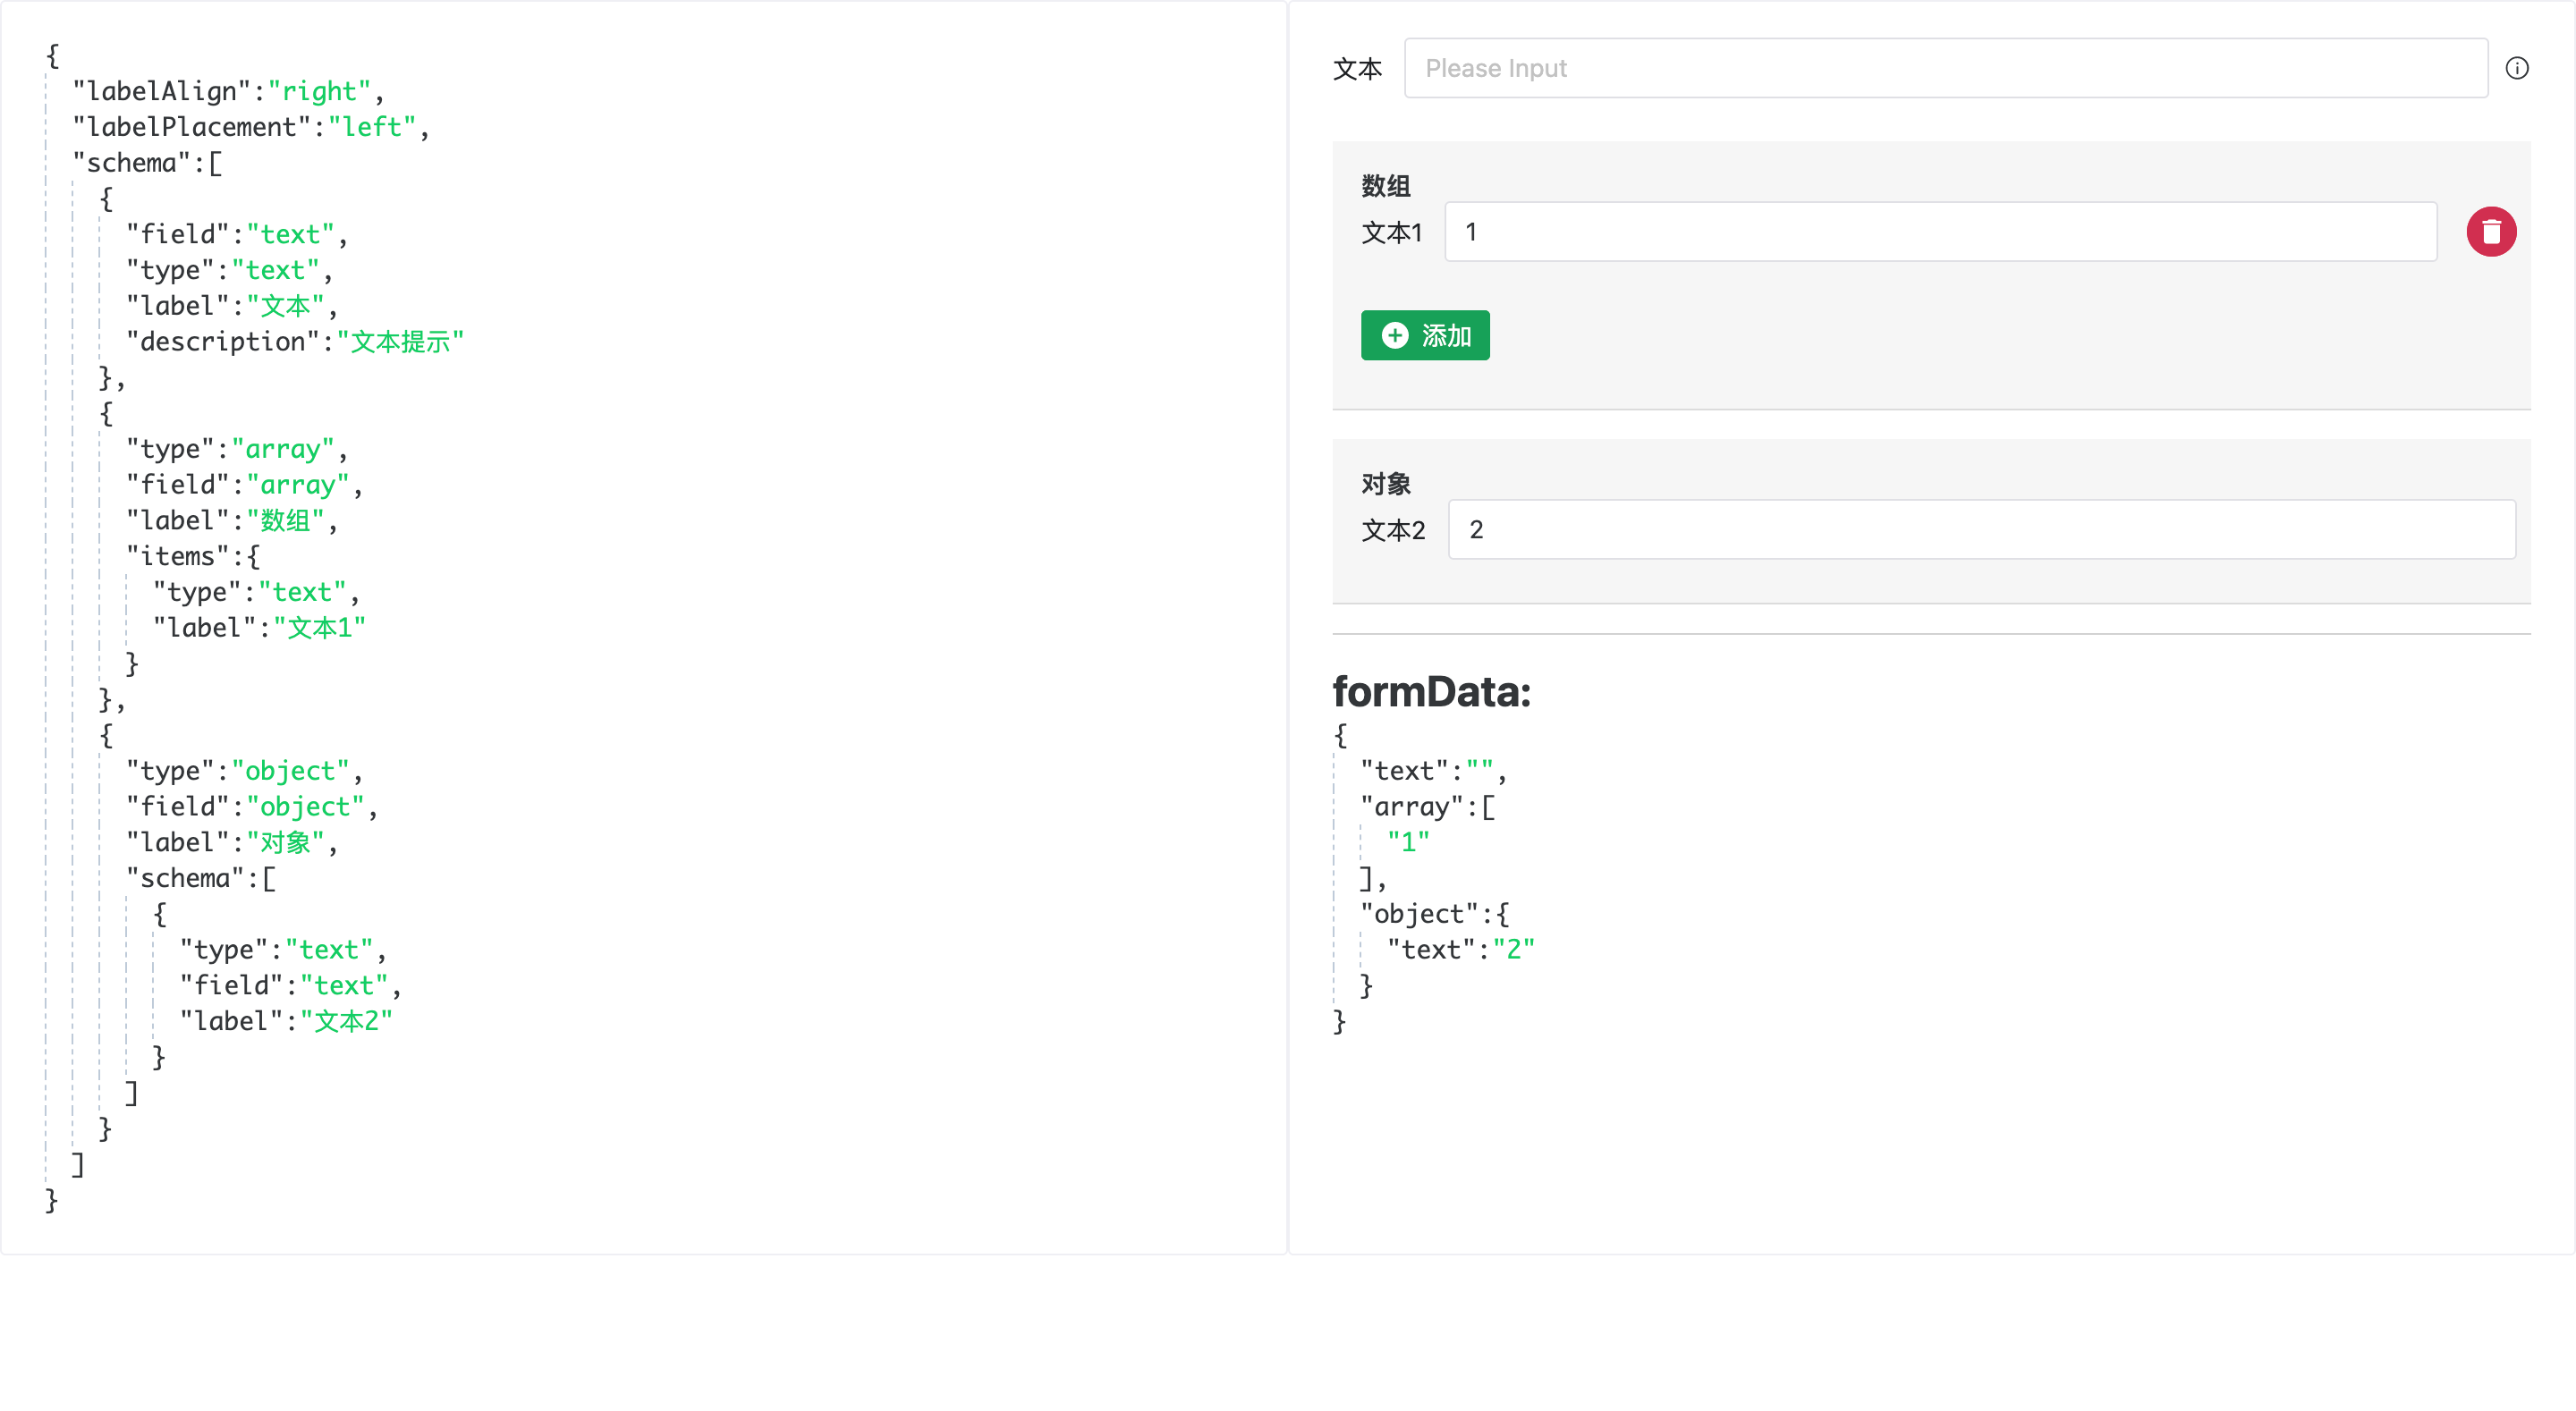 {
"labelAlign":"right",
"labelPlacement":"left",
"schema":[
{
"field":"text",
"type":"text",
"label":"文本",
"description":"文本提示"
},
{
"type":"array",
"field":"array",
"label":"数组",
"items":{
"type":"text",
"label":"文本1"
}
},
{
"type":"object",
"field":"object",
"label":"对象",
"schema":[
{
"type":"text",
"field":"text",
"label":"文本2"
}
]
}
]
}
文本 Please Input
数组
文本1 1
添加
对象
文本2 2
formData:
{
"text":"",
"array":[
"1"
],
"object":{
"text":"2"
}
}